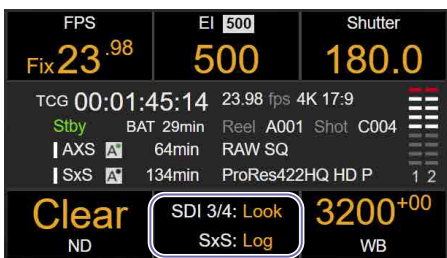 FPS EI 500 Shutter
Fix 23 .98 500 180.0
TCG 00:01:45:14 23.98 fps 4K 17:9
Stby BAT 29min Reel A001 Shot C004
AXS A 64min RAW SQ
SxS A 134min ProRes422HQ HD P 1 2
Clear SDI 3/4: Look 3200+00
ND SxS: Log WB